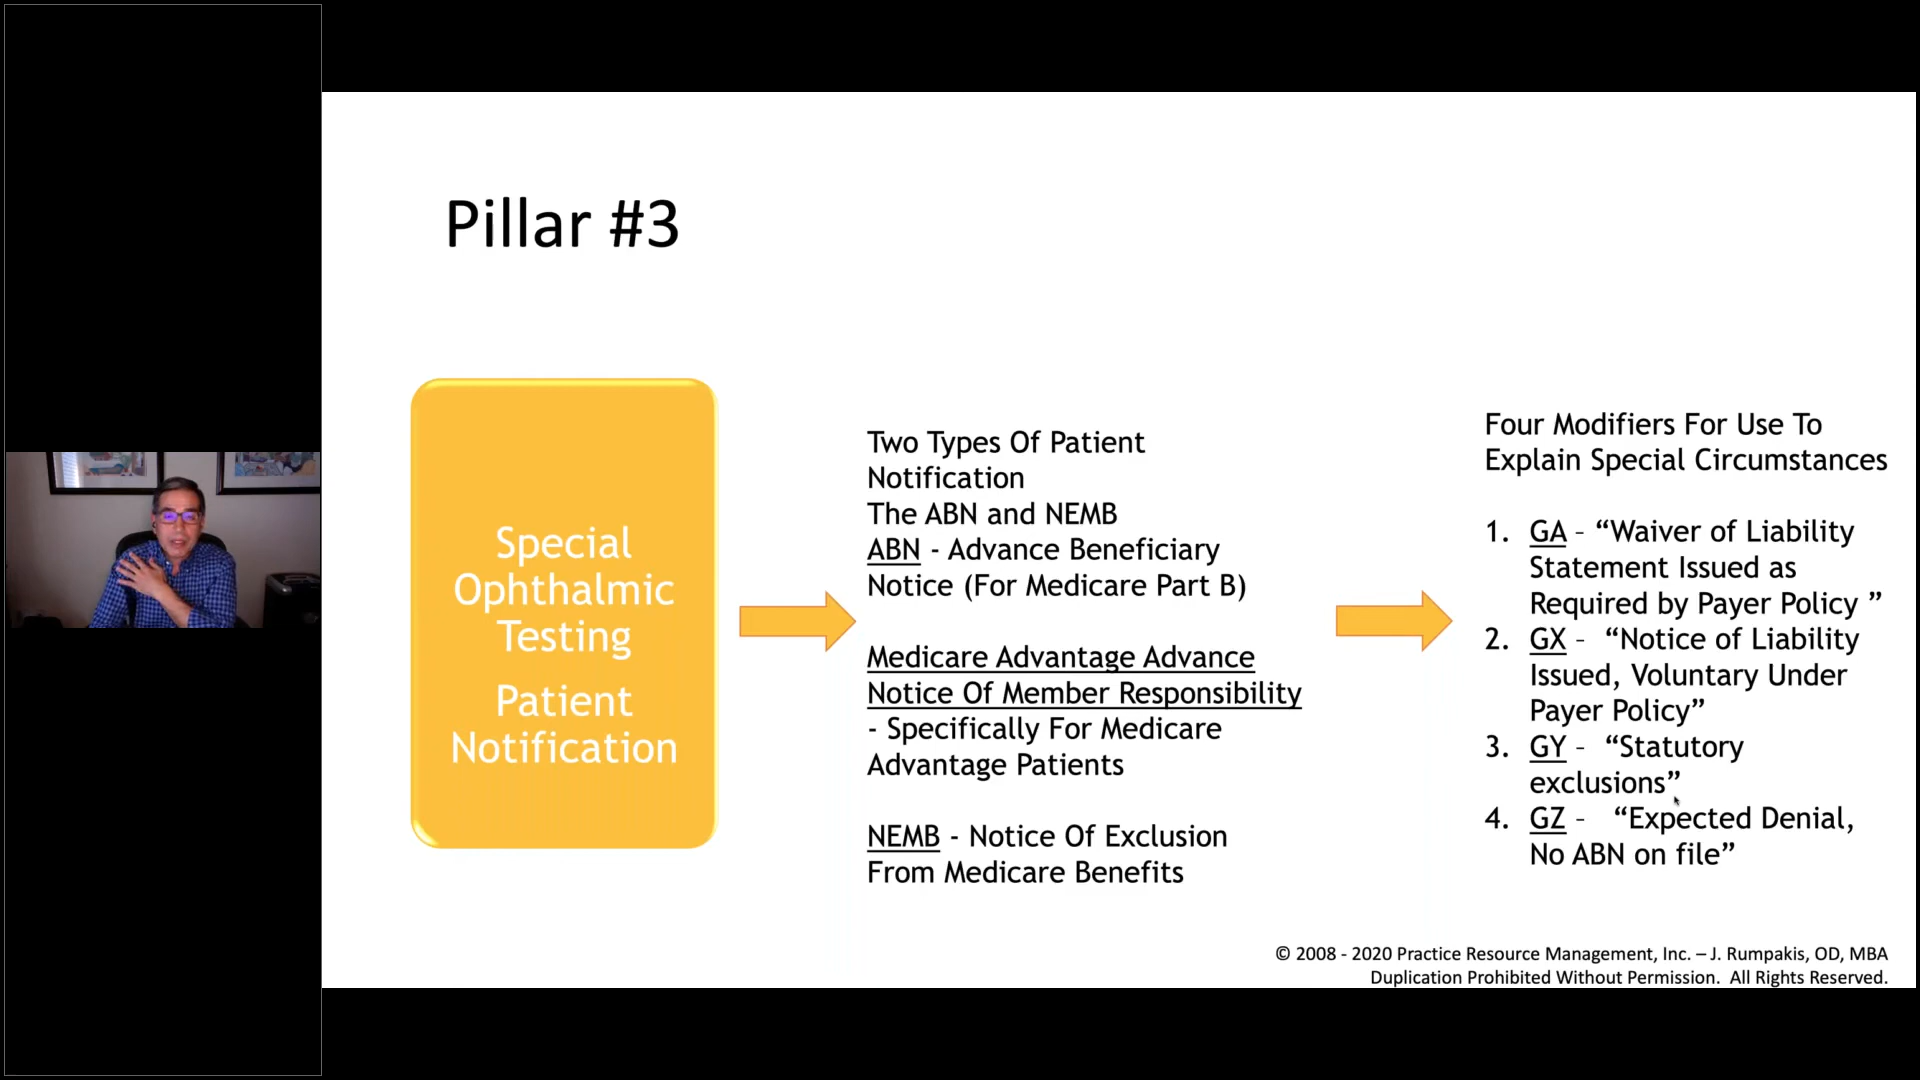 Pillar #3
Special
Ophthalmic
Testing
Patient
Notification
Two Types Of Patient
Notification
The ABN and NEMB
ABN - Advance Beneficiary
Notice (For Medicare Part B)
Medicare Advantage Advance
Notice Of Member Responsibility
- Specifically For Medicare
Advantage Patients
NEMB - Notice Of Exclusion
From Medicare Benefits
Four Modifiers For Use To
Explain Special Circumstances
1. GA – “Waiver of Liability
Statement Issued as
Required by Payer Policy ”
2. GX – “Notice of Liability
Issued, Voluntary Under
Payer Policy”
3. GY – “Statutory
exclusions”
4. GZ – “Expected Denial,
No ABN on file”
© 2008 - 2020 Practice Resource Management, Inc. – J. Rumpakis, OD, MBA
Duplication Prohibited Without Permission. All Rights Reserved.